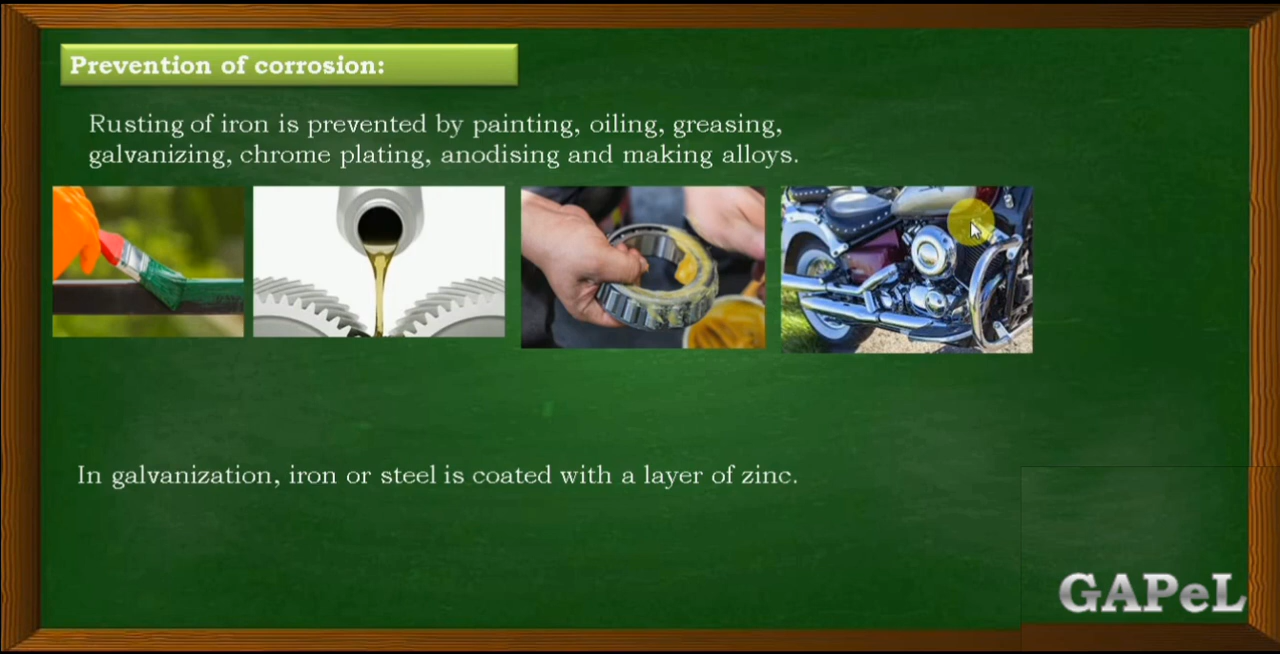 Prevention of corrosion:
Rusting of iron is prevented by painting, oiling, greasing,
galvanizing, chrome plating, anodising and making alloys.
In galvanization, iron or steel is coated with a layer of zinc.
GAPeL